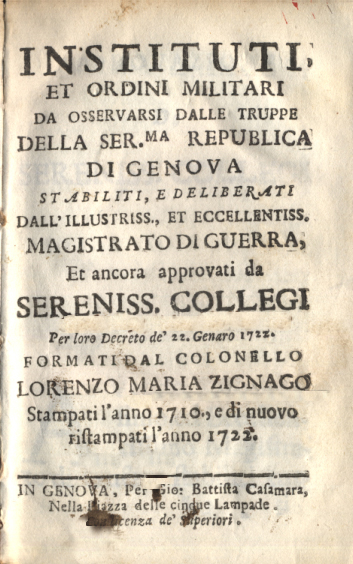 INSTITUTI,
ET ORDINI MILITARI
DA OSSERVARSI DALLE TRUPPE
DELLA SER.MA REPUBLICA
DI GENOVA
STABILITI, E DELIBERATI
DALL'ILLUSTRISS., ET ECCELLENTISS.
MAGISTRATO DI GUERRA,
Et ancora approvati da
SERENISS. COLLEGI
Per loro Decreto de' 22. Genaro 1722.
FORMATI DAL COLONELLO
LORENZO MARIA ZIGNAGO
Stampati l'anno 1710., e di nuovo
ristampati l'anno 1722.
IN GENOVA, Per Gio: Battista Casamara,
Nella Piazza delle cinque Lampade.
licenza de' Superiori.